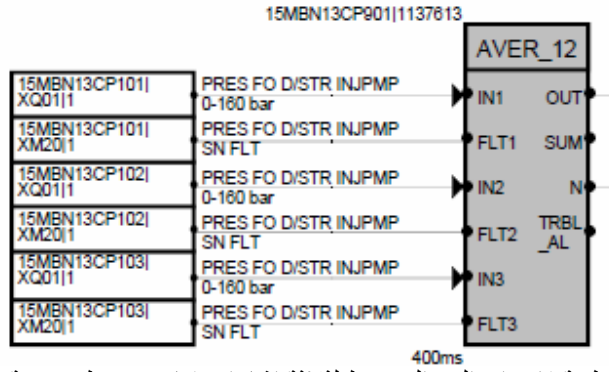 15MBN13CP901|1137613
AVER_12
15MBN13CP101|
XQ01|1
PRES FO D/STR INJPMP
0-160 bar
IN1
OUT
15MBN13CP101|
XM20|1
PRES FO D/STR INJPMP
SN FLT
FLT1
SUM
15MBN13CP102|
XQ01|1
PRES FO D/STR INJPMP
0-160 bar
IN2
N
15MBN13CP102|
XM20|1
PRES FO D/STR INJPMP
SN FLT
FLT2
TRBL
_AL
15MBN13CP103|
XQ01|1
PRES FO D/STR INJPMP
0-160 bar
IN3
15MBN13CP103|
XM20|1
PRES FO D/STR INJPMP
SN FLT
FLT3
400ms